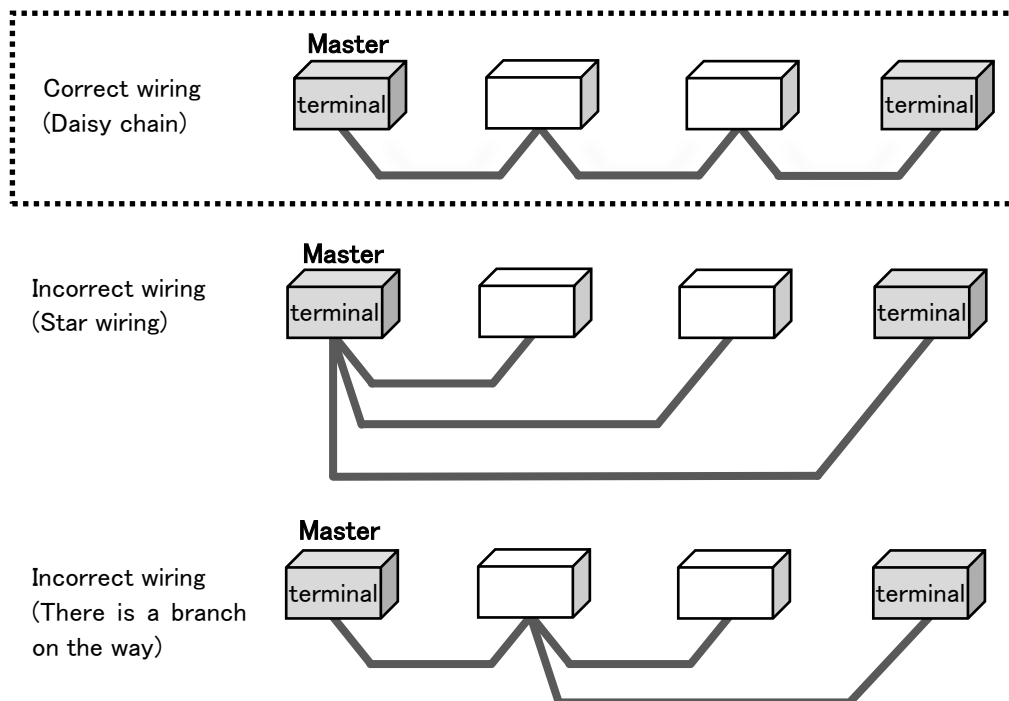 Master
Correct wiring
(Daisy chain)
terminal
terminal
Master
Incorrect wiring
(Star wiring)
terminal
terminal
Master
Incorrect wiring
(There is a branch
on the way)
terminal
terminal